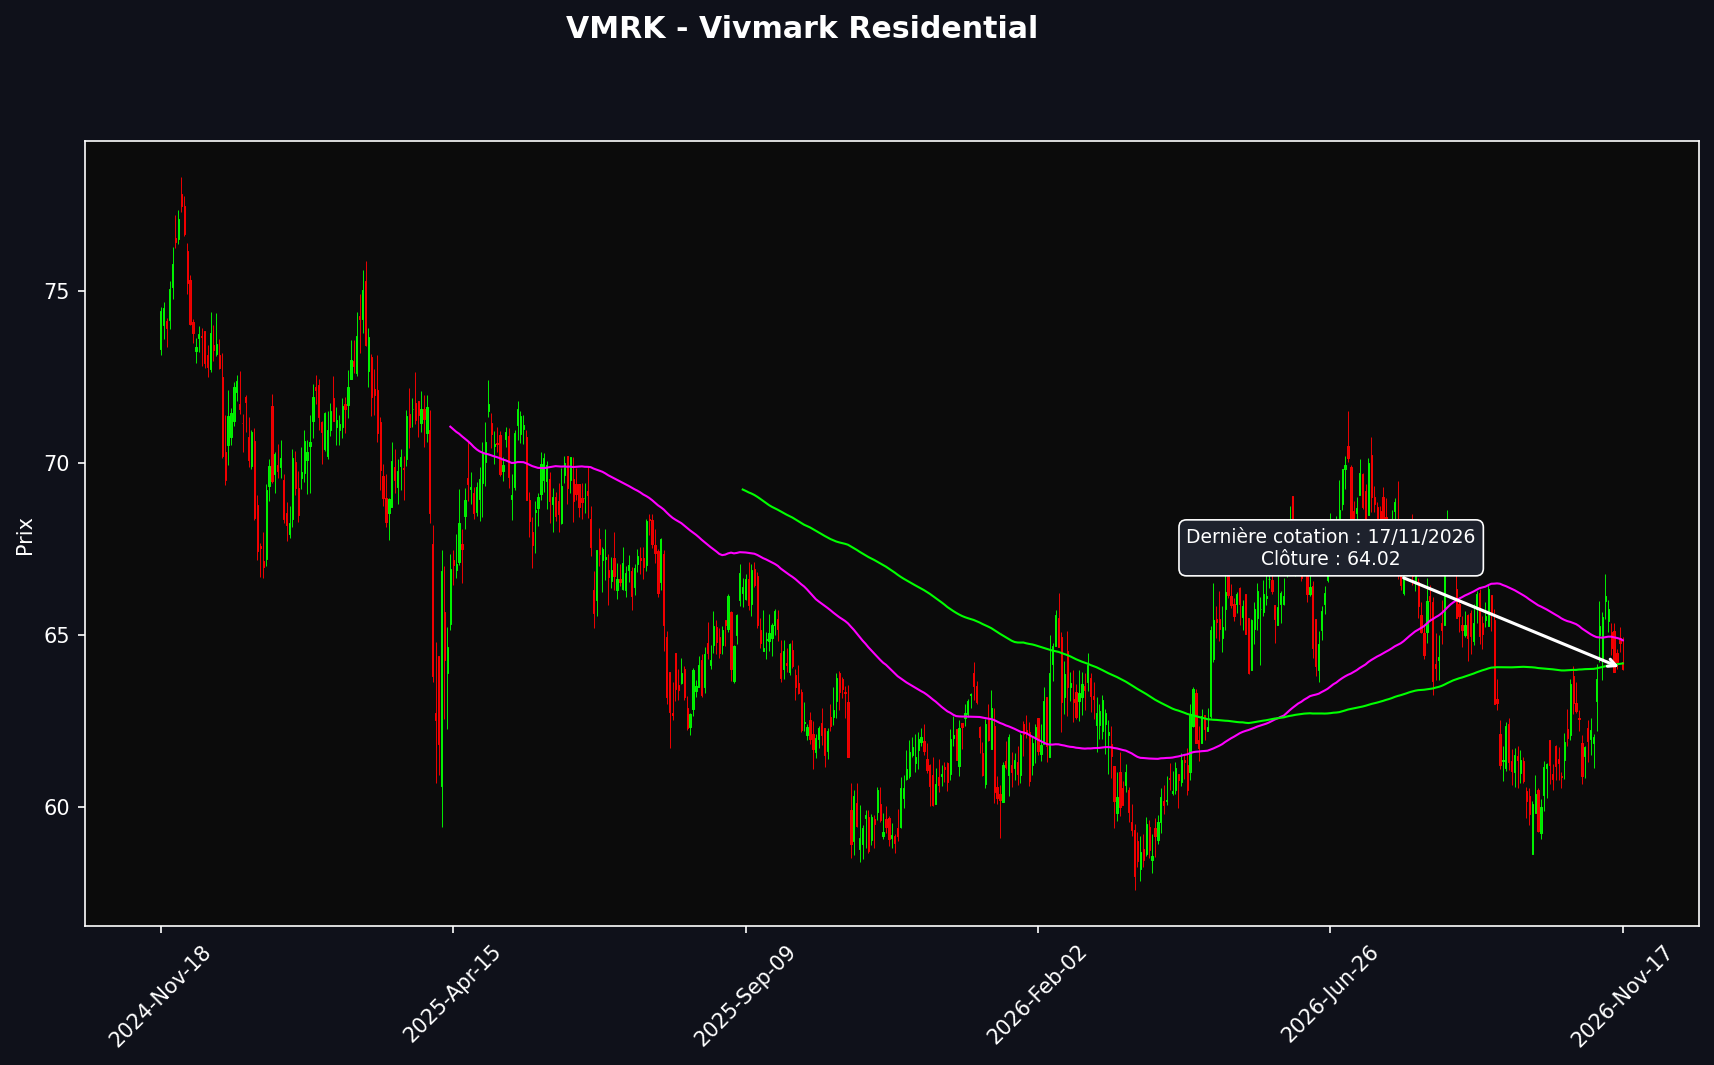 VMRK - Vivmark Residential
Prix
75
70
65
60
Dernière cotation : 17/11/2026
Clôture : 64.02
2024-Nov-18
2025-Apr-15
2025-Sep-09
2026-Feb-02
2026-Jun-26
2026-Nov-17